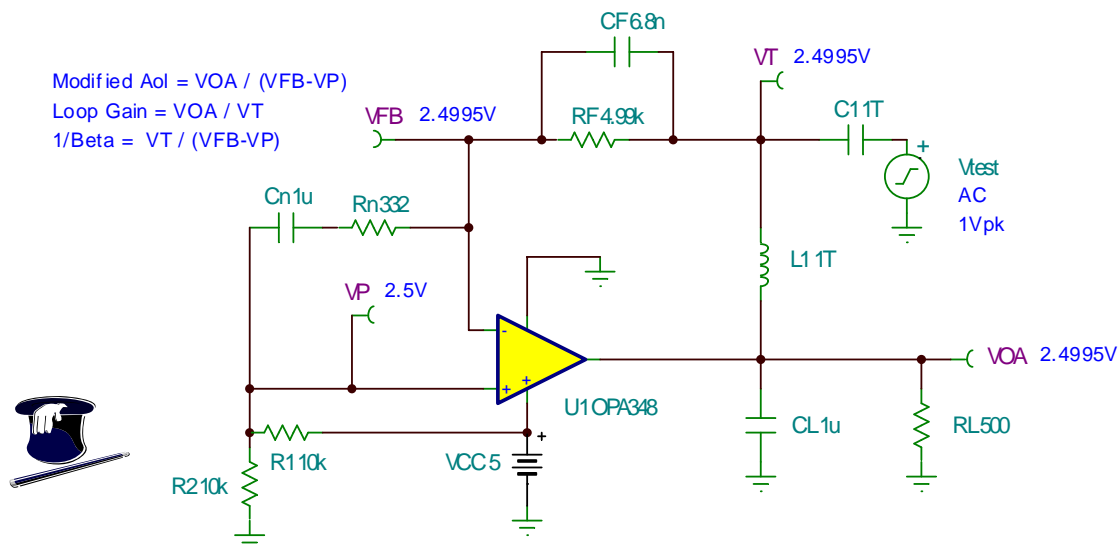 CF 6.8n
Modified Aol = VOA / (VFB-VP)
Loop Gain = VOA / VT
1/Beta = VT / (VFB-VP)
VT 2.4995V
VFB 2.4995V
RF 4.99k
C1 1T
+
Vtest
AC
1Vpk
Cn 1u
Rn 332
L1 1T
VP 2.5V
-
+
+
U1 OPA348
VOA 2.4995V
R1 10k
+
VCC 5
CL 1u
RL 500
R2 10k